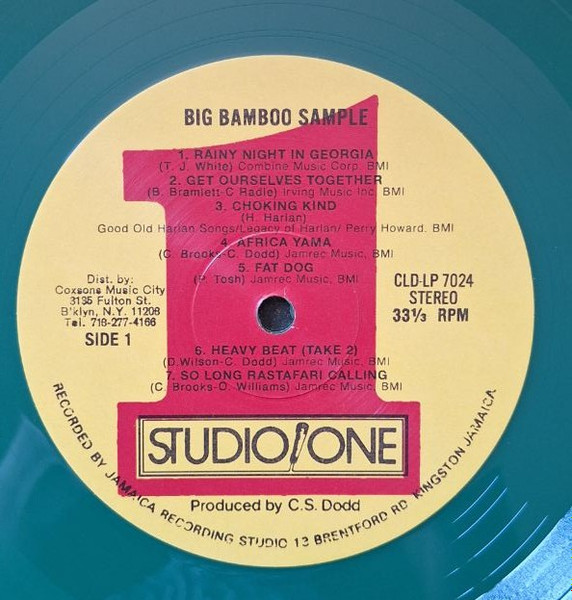 BIG BAMBOO SAMPLE
1. RAINY NIGHT IN GEORGIA
(T. J. White) Combine Music Corp. BMI
2. GET OURSELVES TOGETHER
(B. Bramlett-C Radle) Irving Music Inc, BMI
3. CHOKING KIND
(H. Harlan)
Good Old Harlan Songs/Legacy of Harlan/ Perry Howard. BMI
4. AFRICA YAMA
(C. Brooks-C. Dodd) Jamrec Music, BMI
5. FAT DOG
(P. Tosh) Jamrec Music, BMI
Dist. by:
Coxsons Music City
3135 Fulton St.
B'klyn, N.Y. 11208
Tel. 718-277-4166
SIDE 1
CLD-LP 7024
STEREO
33⅓ RPM
6. HEAVY BEAT (TAKE 2)
(D.Wilson-C. Dodd) Jamrec Music, BMI
7. SO LONG RASTAFARI CALLING
(C. Brooks-O. Williams) Jamrec Music, BMI
1
STUDIO ONE
Produced by C.S. Dodd
RECORDED BY JAMAICA RECORDING STUDIO 13 BRENTFORD RD KINGSTON JAMAICA